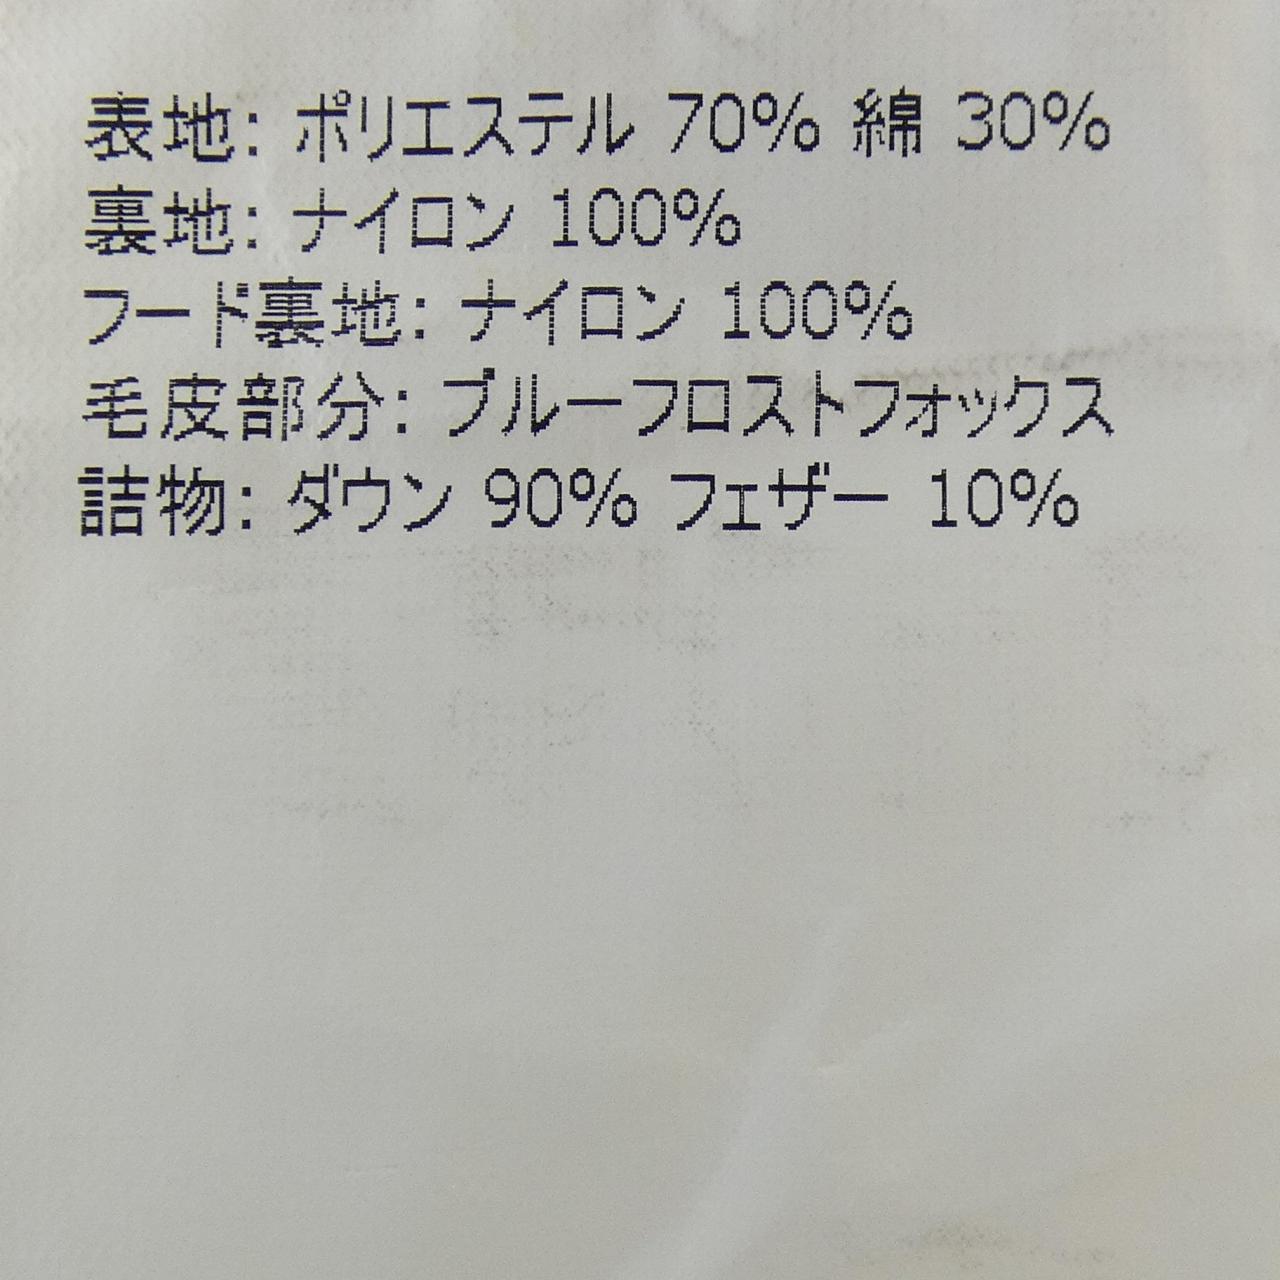 表地: ポリエステル 70% 綿 30%
裏地: ナイロン 100%
フード裏地: ナイロン 100%
毛皮部分: ブルーフロストフォックス
詰物: ダウン 90% フェザー 10%